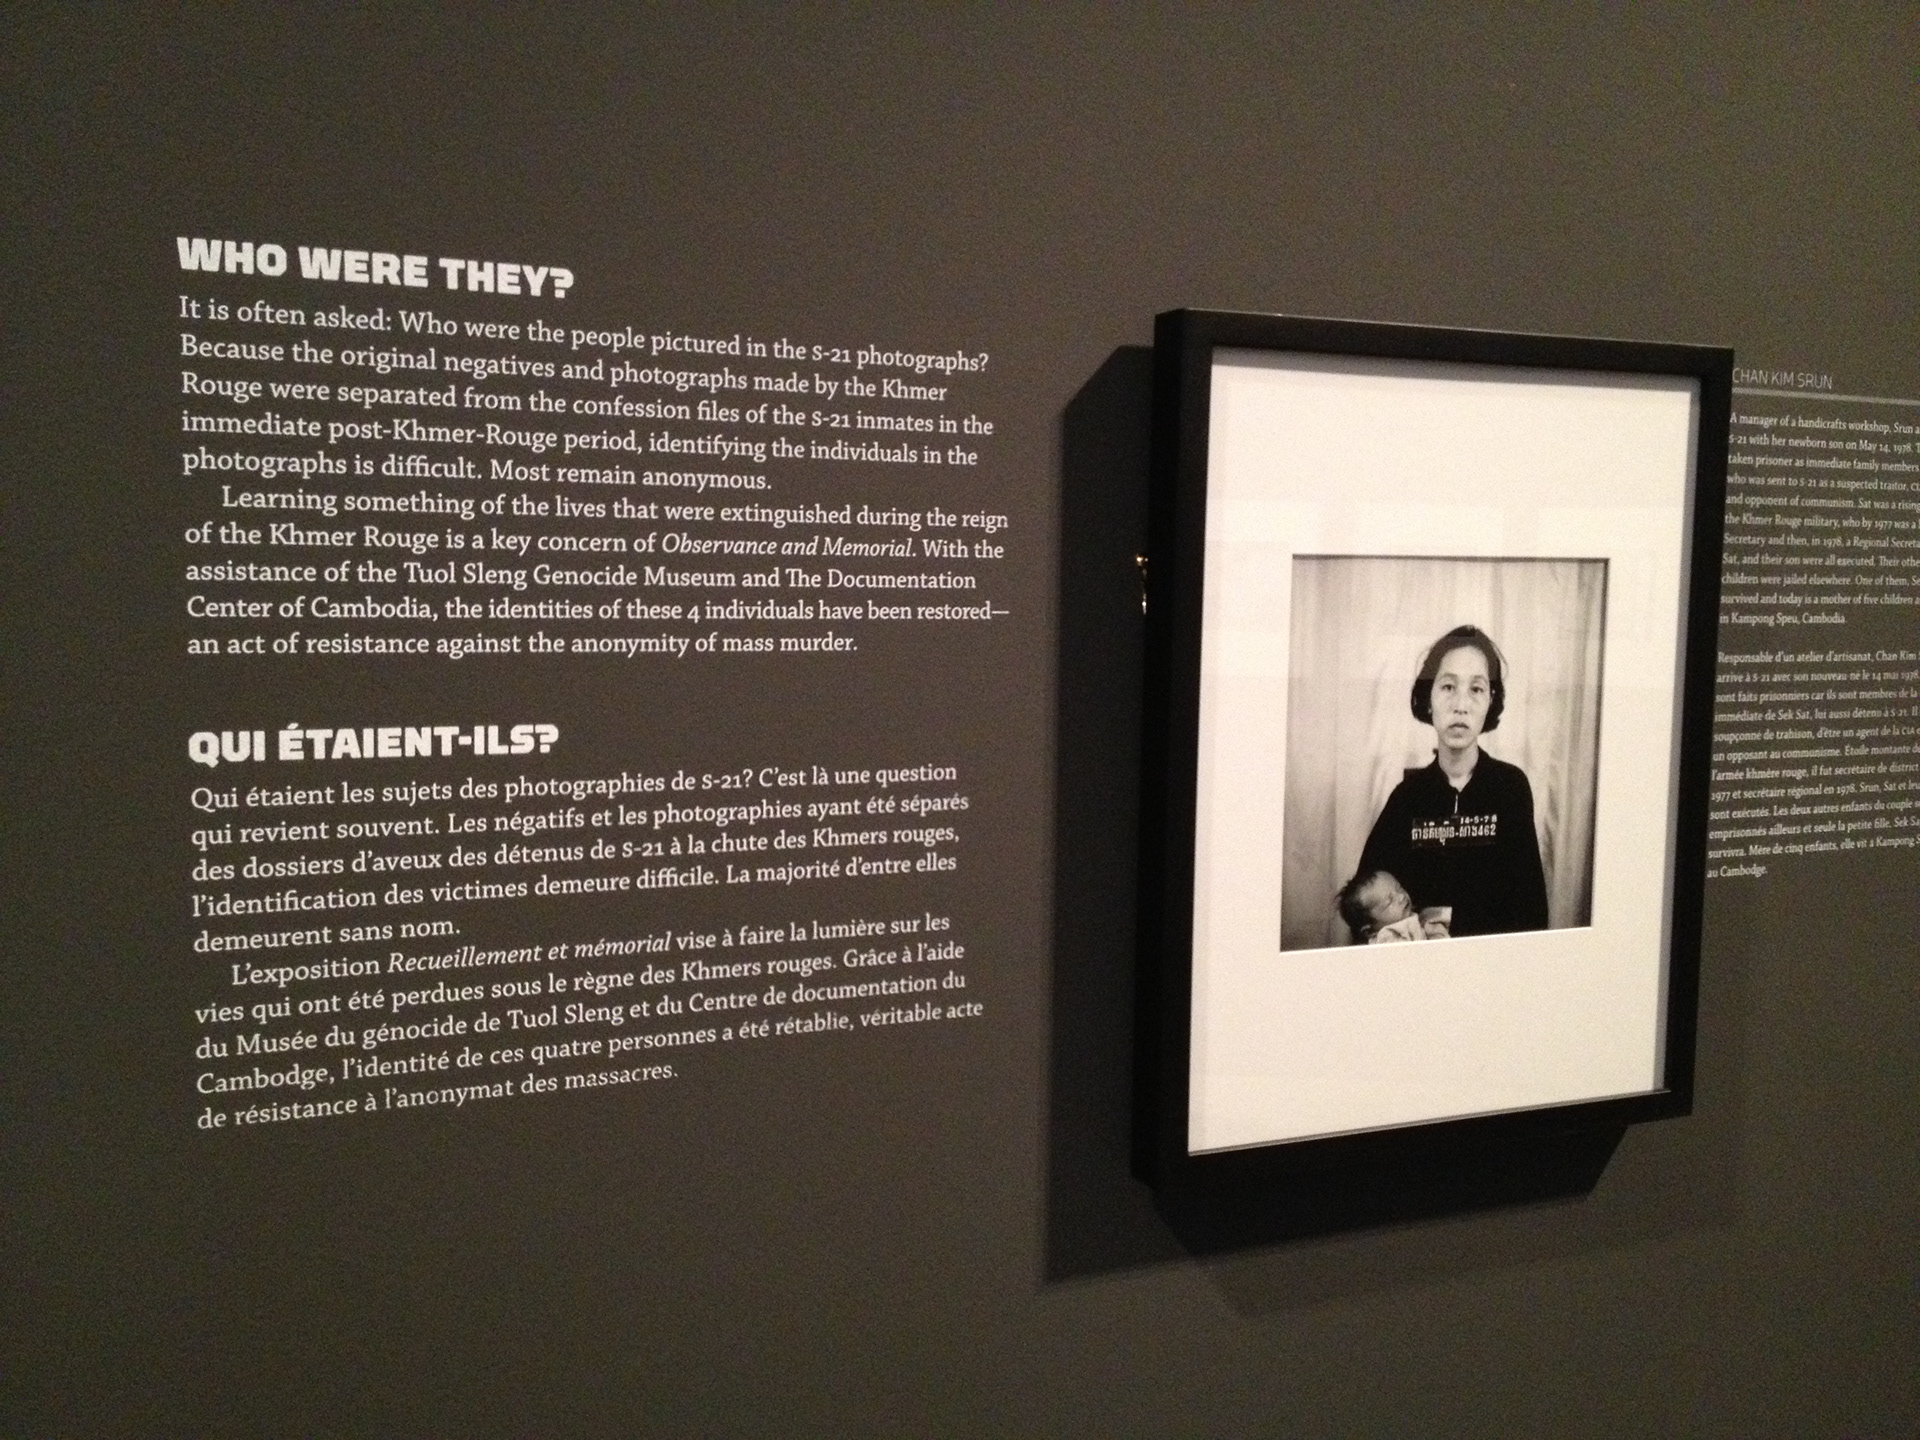 WHO WERE THEY?
It is often asked: Who were the people pictured in the S-21 photographs?
Because the original negatives and photographs made by the Khmer
Rouge were separated from the confession files of the S-21 inmates in the
immediate post-Khmer-Rouge period, identifying the individuals in the
photographs is difficult. Most remain anonymous.
Learning something of the lives that were extinguished during the reign
of the Khmer Rouge is a key concern of Observance and Memorial. With the
assistance of the Tuol Sleng Genocide Museum and The Documentation
Center of Cambodia, the identities of these 4 individuals have been restored—
an act of resistance against the anonymity of mass murder.
QUI ÉTAIENT-ILS?
Qui étaient les sujets des photographies de S-21? C'est là une question
qui revient souvent. Les négatifs et les photographies ayant été séparés
des dossiers d'aveux des détenus de S-21 à la chute des Khmers rouges,
l'identification des victimes demeure difficile. La majorité d'entre elles
demeurent sans nom.
L'exposition Recueillement et mémorial vise à faire la lumière sur les
vies qui ont été perdues sous le règne des Khmers rouges. Grâce à l'aide
du Musée du génocide de Tuol Sleng et du Centre de documentation du
Cambodge, l'identité de ces quatre personnes a été rétablie, véritable acte
de résistance à l'anonymat des massacres.
14-5-78
462
CHAN KIM SRUN
A manager of a handicrafts workshop, Srun
S-21 with her newborn son on May 14, 1978.
taken prisoner as immediate family members
who was sent to S-21 as a suspected traitor,
and opponent of communism. Sat was a rising
the Khmer Rouge military, who by 1977 was a
Secretary and then, in 1978, a Regional
Sat, and their son were all executed. Their
children were jailed elsewhere. One of them,
survived and today is a mother of five children
in Kampong Speu, Cambodia.
Responsable d'un atelier d'artisanat, Chan Kim
arrive à S-21 avec son nouveau-né le 14 mai 1978.
sont faits prisonniers car ils sont membres de la
immédiate de Sek Sat, lui aussi détenu à S-21. Il
soupçonné de trahison, d'être un agent de la CIA
un opposant au communisme. Étoile montante
l'armée khmère rouge, il fut secrétaire de district
1977 et secrétaire régional en 1978. Srun, Sat et
sont exécutés. Les deux autres enfants du couple
emprisonnés ailleurs et seule la petite fille, Sek
survivra. Mère de cinq enfants, elle vit à Kampong
au Cambodge.